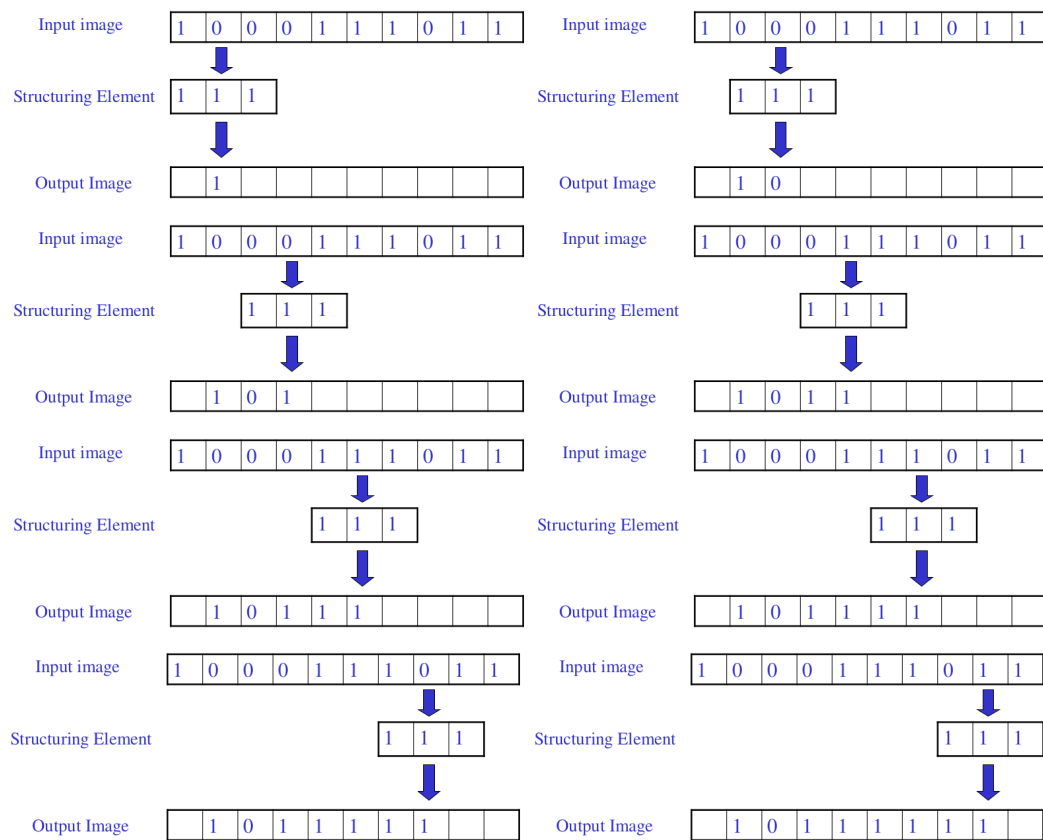 Input image 1 0 0 0 1 1 1 0 1 1
Structuring Element 1 1 1
Output Image 1
Input image 1 0 0 0 1 1 1 0 1 1
Structuring Element 1 1 1
Output Image 1 0
Input image 1 0 0 0 1 1 1 0 1 1
Structuring Element 1 1 1
Output Image 1 0 1
Input image 1 0 0 0 1 1 1 0 1 1
Structuring Element 1 1 1
Output Image 1 0 1 1
Input image 1 0 0 0 1 1 1 0 1 1
Structuring Element 1 1 1
Output Image 1 0 1 1 1
Input image 1 0 0 0 1 1 1 0 1 1
Structuring Element 1 1 1
Output Image 1 0 1 1 1 1
Input image 1 0 0 0 1 1 1 0 1 1
Structuring Element 1 1 1
Output Image 1 0 1 1 1 1 1
Input image 1 0 0 0 1 1 1 0 1 1
Structuring Element 1 1 1
Output Image 1 0 1 1 1 1 1 1